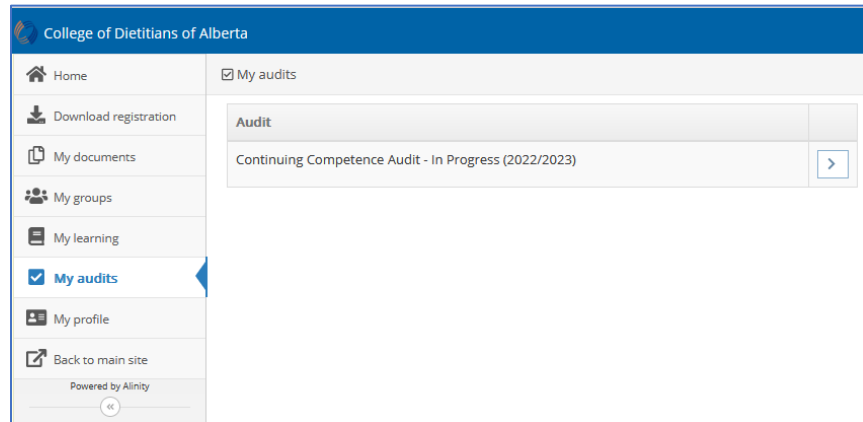 College of Dietitians of Alberta
Home
Download registration
My documents
My groups
My learning
My audits
My profile
Back to main site
Powered by Alinity
My audits
Audit
Continuing Competence Audit - In Progress (2022/2023)